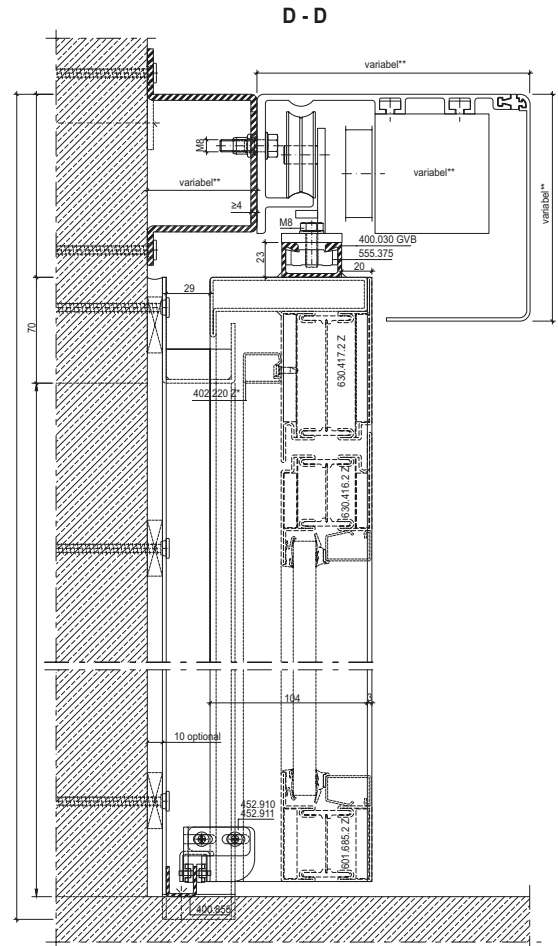 D - D
variabel**
M8
variabel**
≥4
variabel**
variabel**
M8
400.030 GVB
555.375
23
20
29
70
630.417.2 Z
402.220 Z*
630.416.2 Z
104
3
10 optional
452.910
452.911
601.685.2 Z
400.855